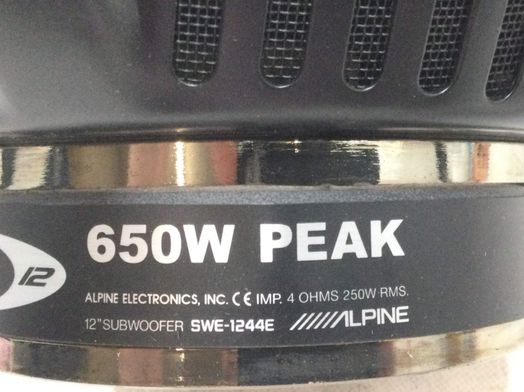 650W PEAK
12
ALPINE ELECTRONICS, INC. CE IMP. 4 OHMS 250W RMS.
12" SUBWOOFER SWE-1244E ALPINE